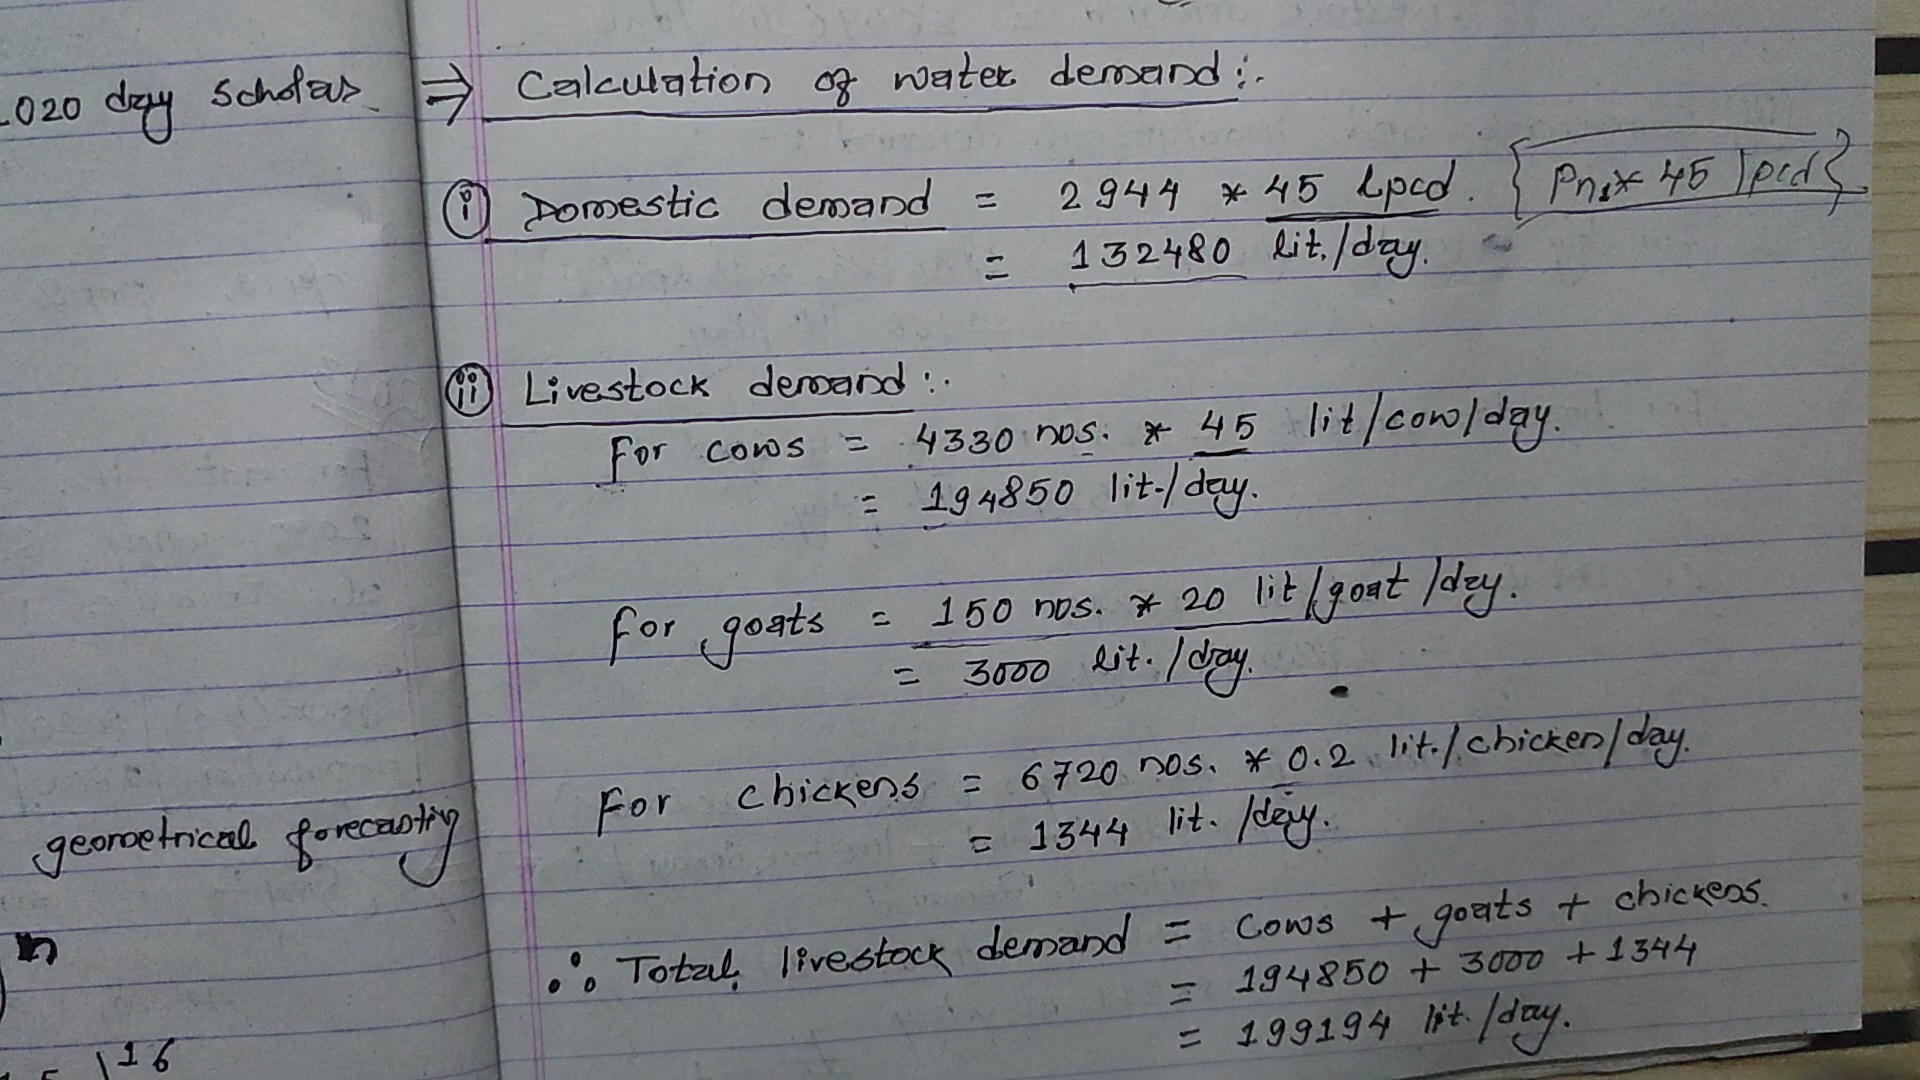 020 day scholar
⇒ Calculation of water demand:.
(i) Domestic demand = 2944 * 45 lpcd. {Pn * 45 lpcd}
= 132480 lit./day.
(ii) Livestock demand:.
For cows = 4330 nos. * 45 lit/cow/day.
= 194850 lit./day.
For goats = 150 nos. * 20 lit/goat/day.
= 3000 lit./day.
For chickens = 6720 nos. * 0.2 lit./chicken/day.
= 1344 lit./day.
geometrical forecasting
∴ Total livestock demand = cows + goats + chickens.
= 194850 + 3000 + 1344
= 199194 lit./day.
16